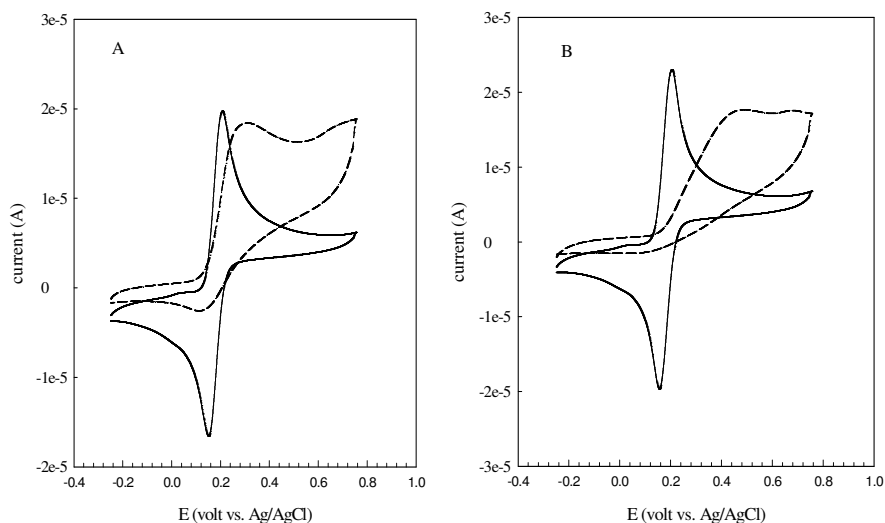 A
3e-5
2e-5
1e-5
0
-1e-5
-2e-5
current (A)
-0.4 -0.2 0.0 0.2 0.4 0.6 0.8 1.0
E (volt vs. Ag/AgCl)
B
3e-5
2e-5
1e-5
0
-1e-5
-2e-5
-3e-5
current (A)
-0.4 -0.2 0.0 0.2 0.4 0.6 0.8 1.0
E (volt vs. Ag/AgCl)